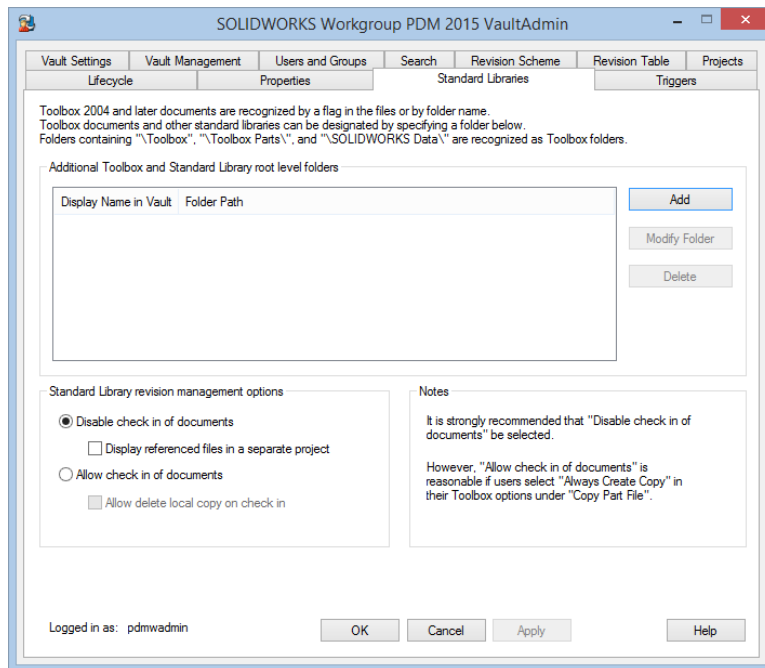 SOLIDWORKS Workgroup PDM 2015 VaultAdmin
Vault Settings Vault Management Users and Groups Search Revision Scheme Revision Table Projects
Lifecycle Properties Standard Libraries Triggers
Toolbox 2004 and later documents are recognized by a flag in the files or by folder name.
Toolbox documents and other standard libraries can be designated by specifying a folder below.
Folders containing "\Toolbox", "\Toolbox Parts\", and "\SOLIDWORKS Data\" are recognized as Toolbox folders.
Additional Toolbox and Standard Library root level folders
Display Name in Vault Folder Path
Add
Modify Folder
Delete
Standard Library revision management options
Disable check in of documents
Display referenced files in a separate project
Allow check in of documents
Allow delete local copy on check in
Notes
It is strongly recommended that "Disable check in of
documents" be selected.
However, "Allow check in of documents" is
reasonable if users select "Always Create Copy" in
their Toolbox options under "Copy Part File".
Logged in as: pdmwadmin
OK Cancel Apply Help